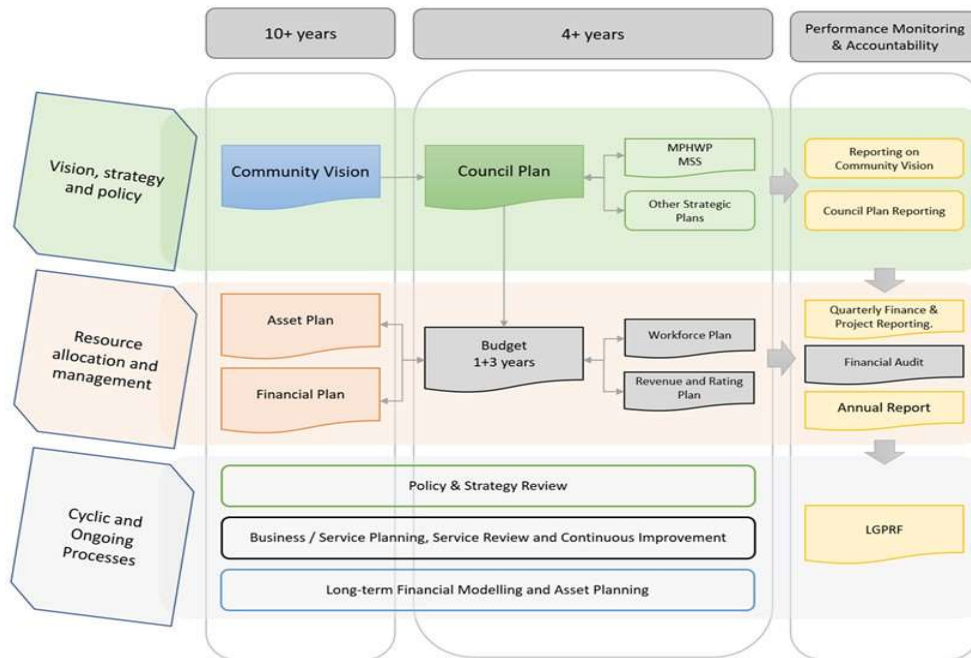 10+ years
4+ years
Performance Monitoring
& Accountability
Vision, strategy
and policy
Community Vision
Council Plan
MPHWP
MSS
Other Strategic
Plans
Reporting on
Community Vision
Council Plan Reporting
Resource
allocation and
management
Asset Plan
Financial Plan
Budget
1+3 years
Workforce Plan
Revenue and Rating
Plan
Quarterly Finance &
Project Reporting.
Financial Audit
Annual Report
Cyclic and
Ongoing
Processes
Policy & Strategy Review
Business / Service Planning, Service Review and Continuous Improvement
Long-term Financial Modelling and Asset Planning
LGPRF